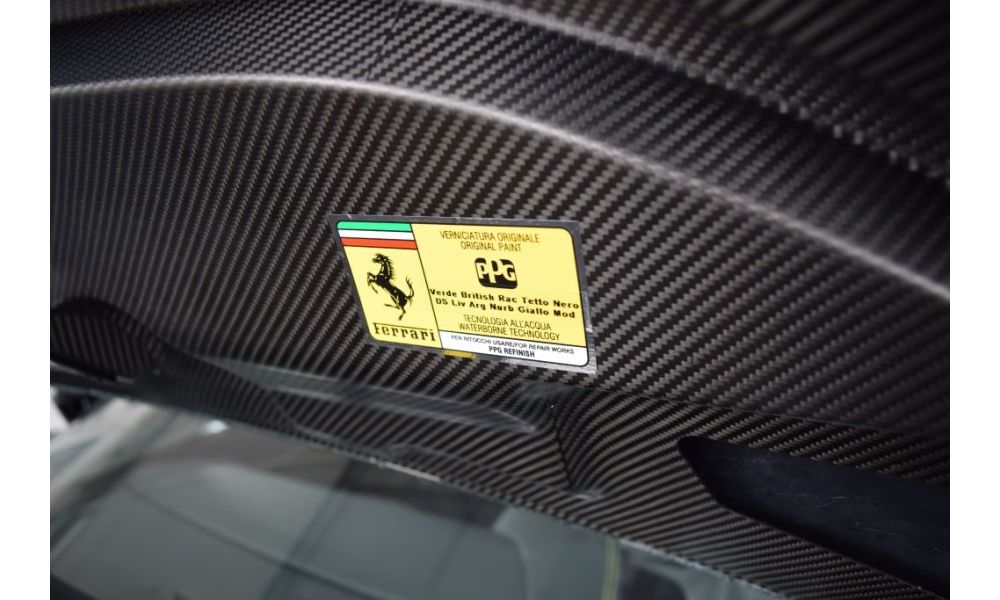 VERNICIATURA ORIGINALE
ORIGINAL PAINT
PPG
Verde British Rac Tetto Nero
DS Liv Arg Nurb Giallo Mod
TECNOLOGIA ALL'ACQUA
WATERBORNE TECHNOLOGY
Ferrari
PER RITOCCHI USARE/FOR REPAIR WORKS
PPG REFINISH